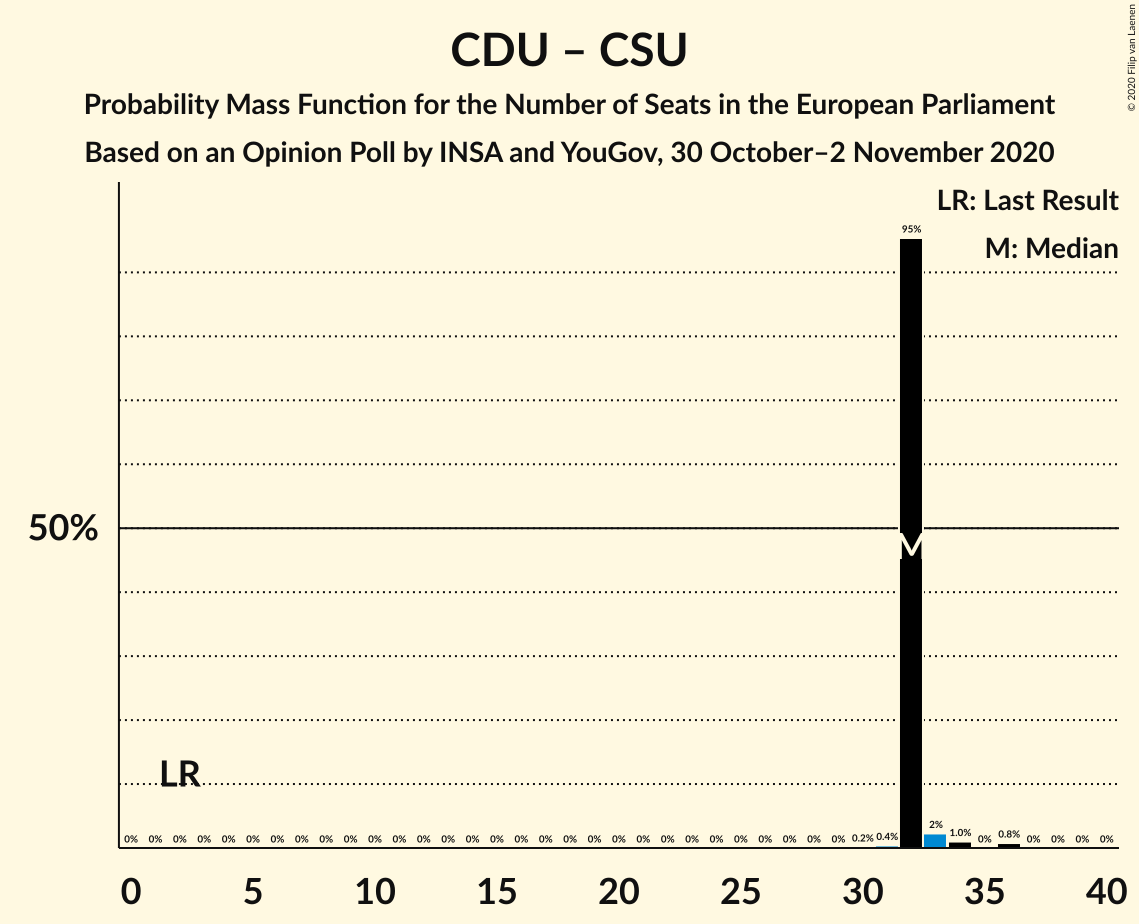 CDU – CSU
Probability Mass Function for the Number of Seats in the European Parliament
Based on an Opinion Poll by INSA and YouGov, 30 October–2 November 2020
© 2020 Filip van Laenen
LR: Last Result
M: Median
95%
50%
M
LR
0% 0% 0% 0% 0% 0% 0% 0% 0% 0% 0% 0% 0% 0% 0% 0% 0% 0% 0% 0% 0% 0% 0% 0% 0% 0% 0% 0% 0% 0% 0.2% 0.4% 2% 1.0% 0% 0.8% 0% 0% 0% 0%
0 5 10 15 20 25 30 35 40